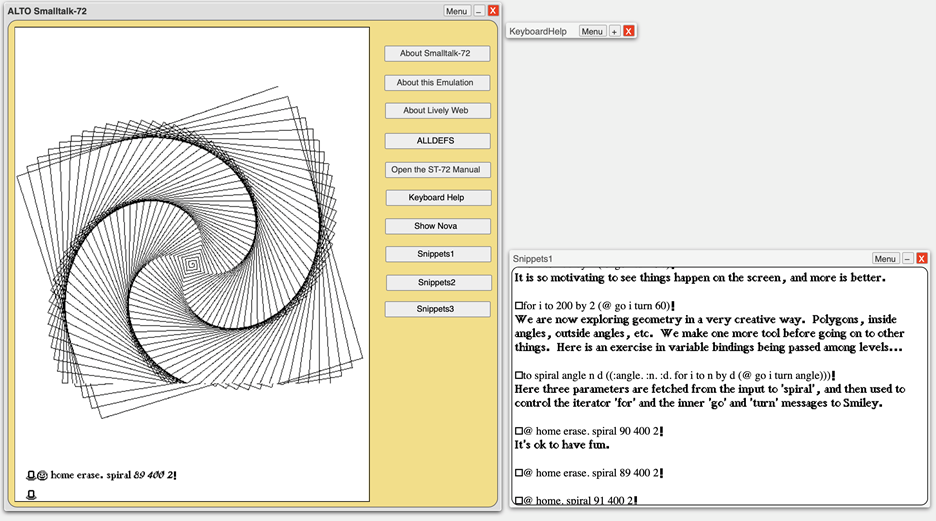 ALTO Smalltalk-72
Menu
–
X
About Smalltalk-72
About this Emulation
About Lively Web
ALLDEFS
Open the ST-72 Manual
Keyboard Help
Show Nova
Snippets1
Snippets2
Snippets3
home erase. spiral 89 400 2!
KeyboardHelp
Menu
+
X
Snippets1
Menu
–
X
It is so motivating to see things happen on the screen, and more is better.
for i to 200 by 2 (@ go i turn 60)!
We are now exploring geometry in a very creative way. Polygons, inside
angles, outside angles, etc. We make one more tool before going on to other
things. Here is an exercise in variable bindings being passed among levels...
to spiral angle n d ((:angle. :n. :d. for i to n by d (@ go i turn angle)))!
Here three parameters are fetched from the input to 'spiral', and then used to
control the iterator 'for' and the inner 'go' and 'turn' messages to Smiley.
@ home erase. spiral 90 400 2!
It's ok to have fun.
@ home erase. spiral 89 400 2!
@ home. spiral 91 400 2!